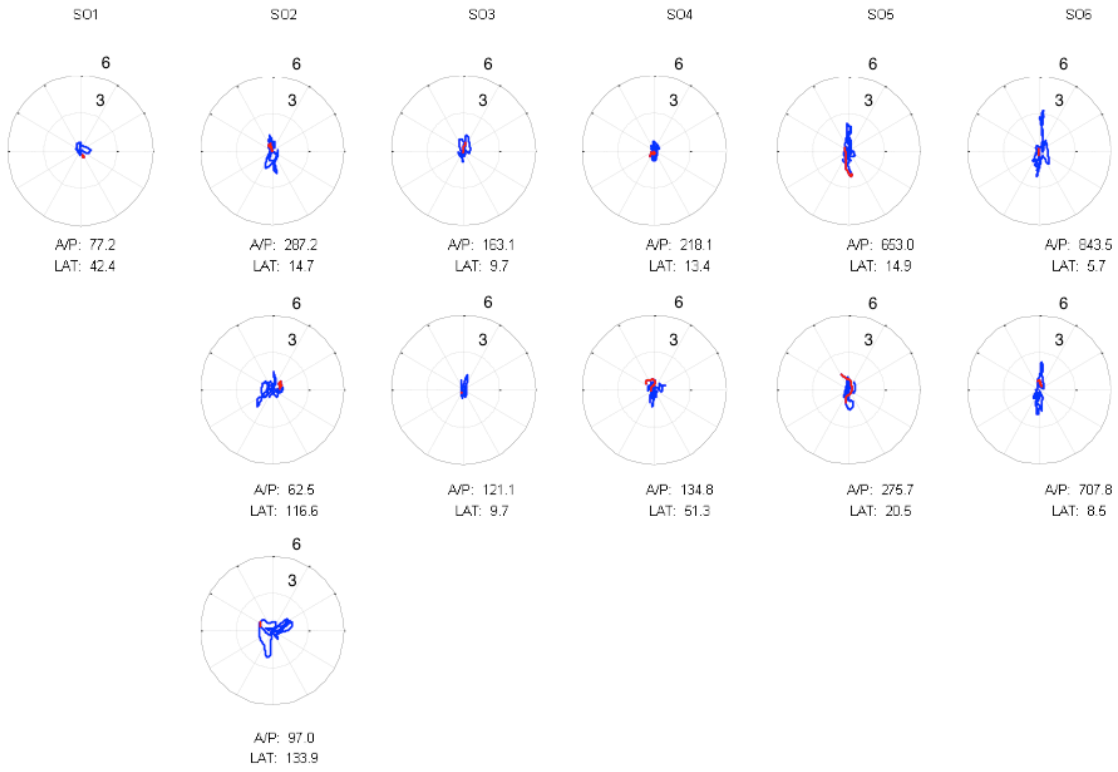 SO1 SO2 SO3 SO4 SO5 SO6
6 6 6 6 6 6
3 3 3 3 3 3
A/P: 77.2 A/P: 287.2 A/P: 163.1 A/P: 218.1 A/P: 653.0 A/P: 843.5
LAT: 42.4 LAT: 14.7 LAT: 9.7 LAT: 13.4 LAT: 14.9 LAT: 5.7
6 6 6 6 6
3 3 3 3 3
A/P: 62.5 A/P: 121.1 A/P: 134.8 A/P: 275.7 A/P: 707.8
LAT: 116.6 LAT: 9.7 LAT: 51.3 LAT: 20.5 LAT: 8.5
6
3
A/P: 97.0
LAT: 133.9